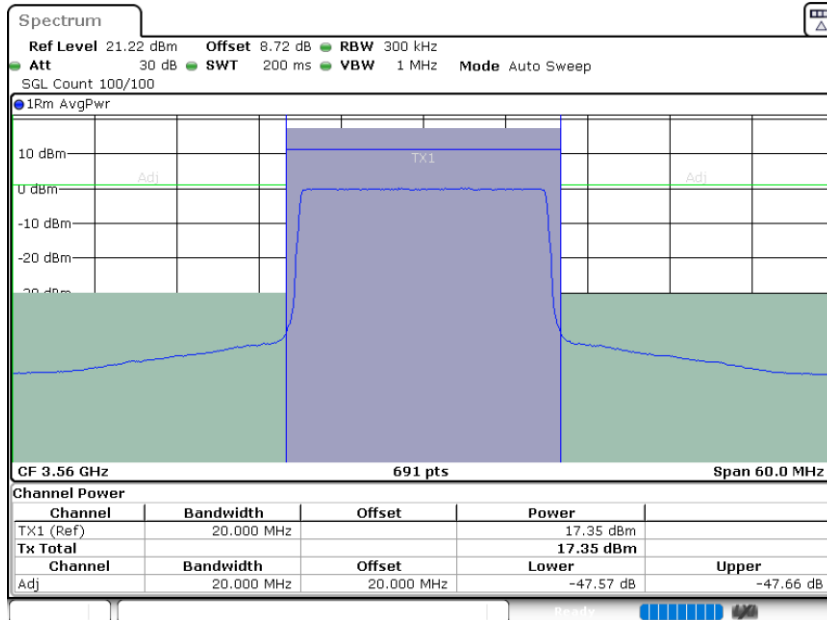 Spectrum
Ref Level 21.22 dBm Offset 8.72 dB RBW 300 kHz
Att 30 dB SWT 200 ms VBW 1 MHz Mode Auto Sweep
SGL Count 100/100
1Rm AvgPwr
10 dBm
TX1
Adj Adj
0 dBm
-10 dBm
-20 dBm
CF 3.56 GHz 691 pts Span 60.0 MHz
Channel Power
Channel Bandwidth Offset Power
TX1 (Ref) 20.000 MHz 17.35 dBm
Tx Total 17.35 dBm
Channel Bandwidth Offset Lower Upper
Adj 20.000 MHz 20.000 MHz -47.57 dB -47.66 dB
Ready